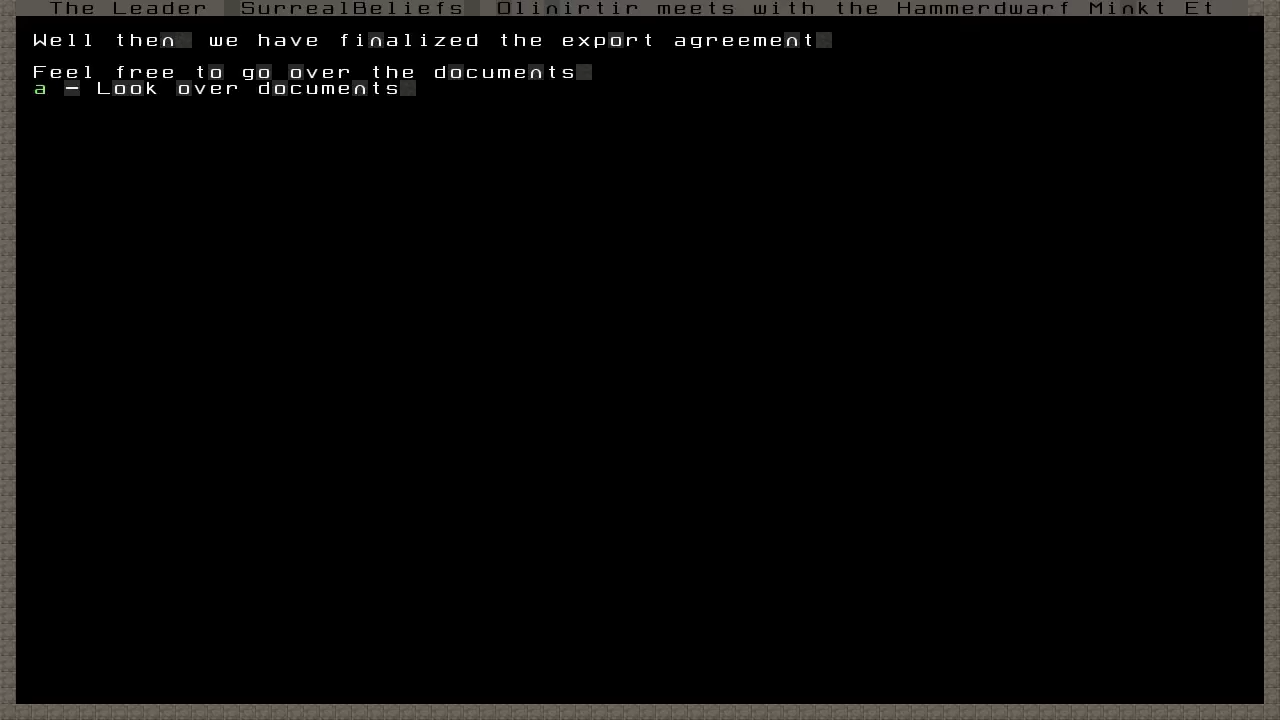 The Leader SurrealBeliefs Olinirtir meets with the Hammerdwarf Minkt Et
Well then we have finalized the export agreement
Feel free to go over the documents
a - Look over documents